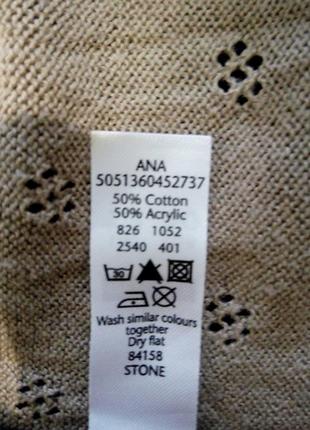 ANA
5051360452737
50% Cotton
50% Acrylic
826 1052
2540 401
30
Wash similar colours
together
Dry flat
84158
STONE